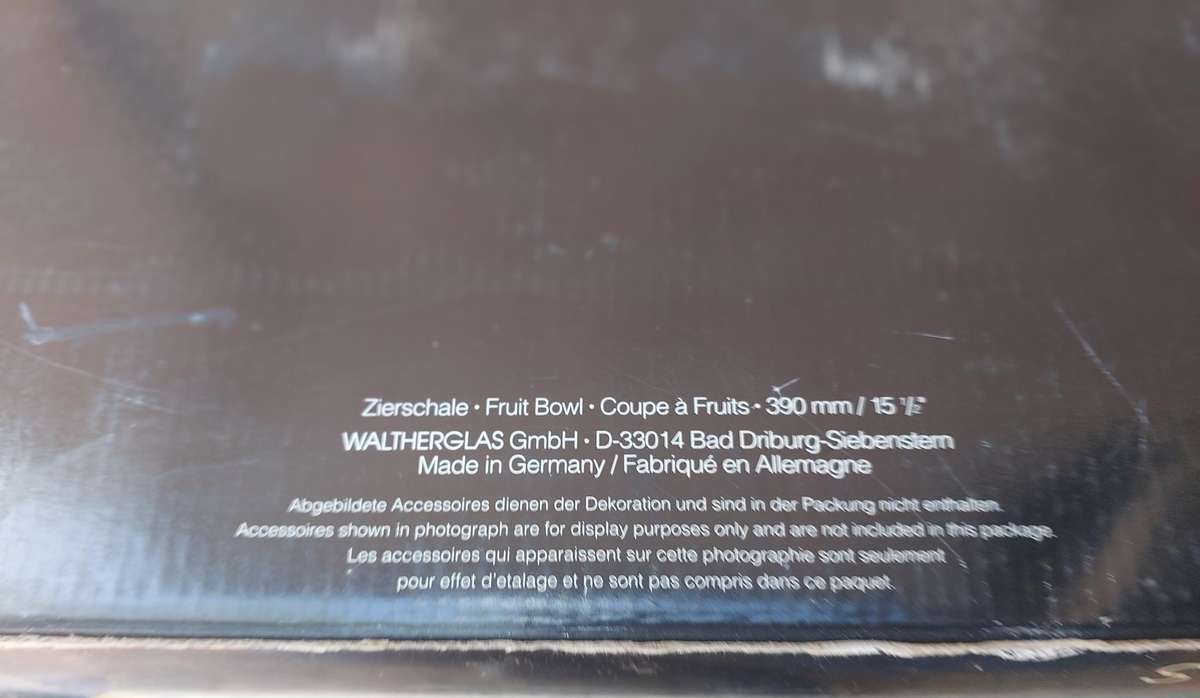 Zierschale · Fruit Bowl · Coupe à Fruits · 390 mm / 15 ½"
WALTHERGLAS GmbH · D-33014 Bad Driburg-Siebenstern
Made in Germany / Fabriqué en Allemagne
Abgebildete Accessoires dienen der Dekoration und sind in der Packung nicht enthalten.
Accessoires shown in photograph are for display purposes only and are not included in this package.
Les accessoires qui apparaissent sur cette photographie sont seulement
pour effet d'etalage et ne sont pas compris dans ce paquet.